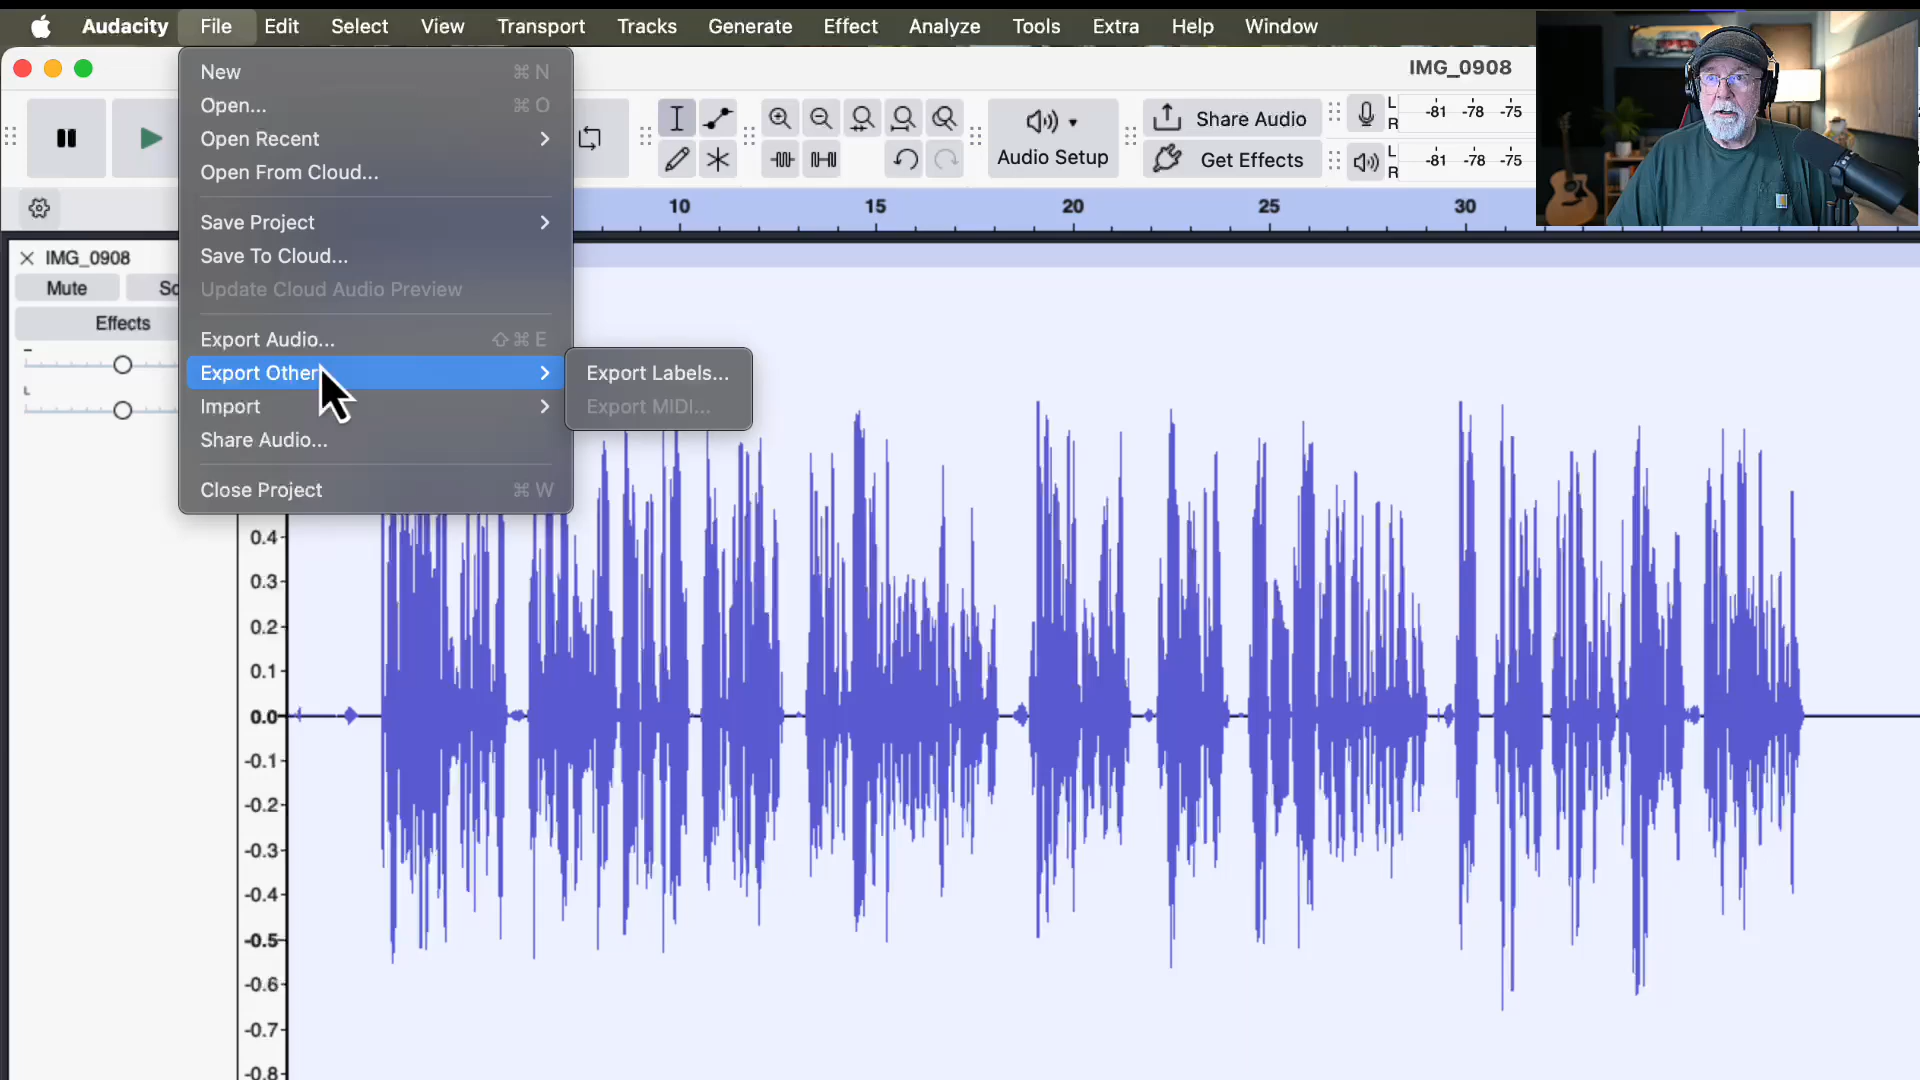 Audacity File Edit Select View Transport Tracks Generate Effect Analyze Tools Extra Help Window
IMG_0908
New ⌘ N
Open... ⌘ O
Open Recent
Open From Cloud...
Save Project
Save To Cloud...
Update Cloud Audio Preview
Export Audio... ⇧ ⌘ E
Export Other
Import
Share Audio...
Close Project ⌘ W
Export Labels...
Export MIDI...
Audio Setup
Share Audio
Get Effects
L
R
-81 -78 -75
L
R
-81 -78 -75
10 15 20 25 30
IMG_0908
Mute
Effects
L
0.4
0.3
0.2
0.1
0.0
-0.1
-0.2
-0.3
-0.4
-0.5
-0.6
-0.7
-0.8